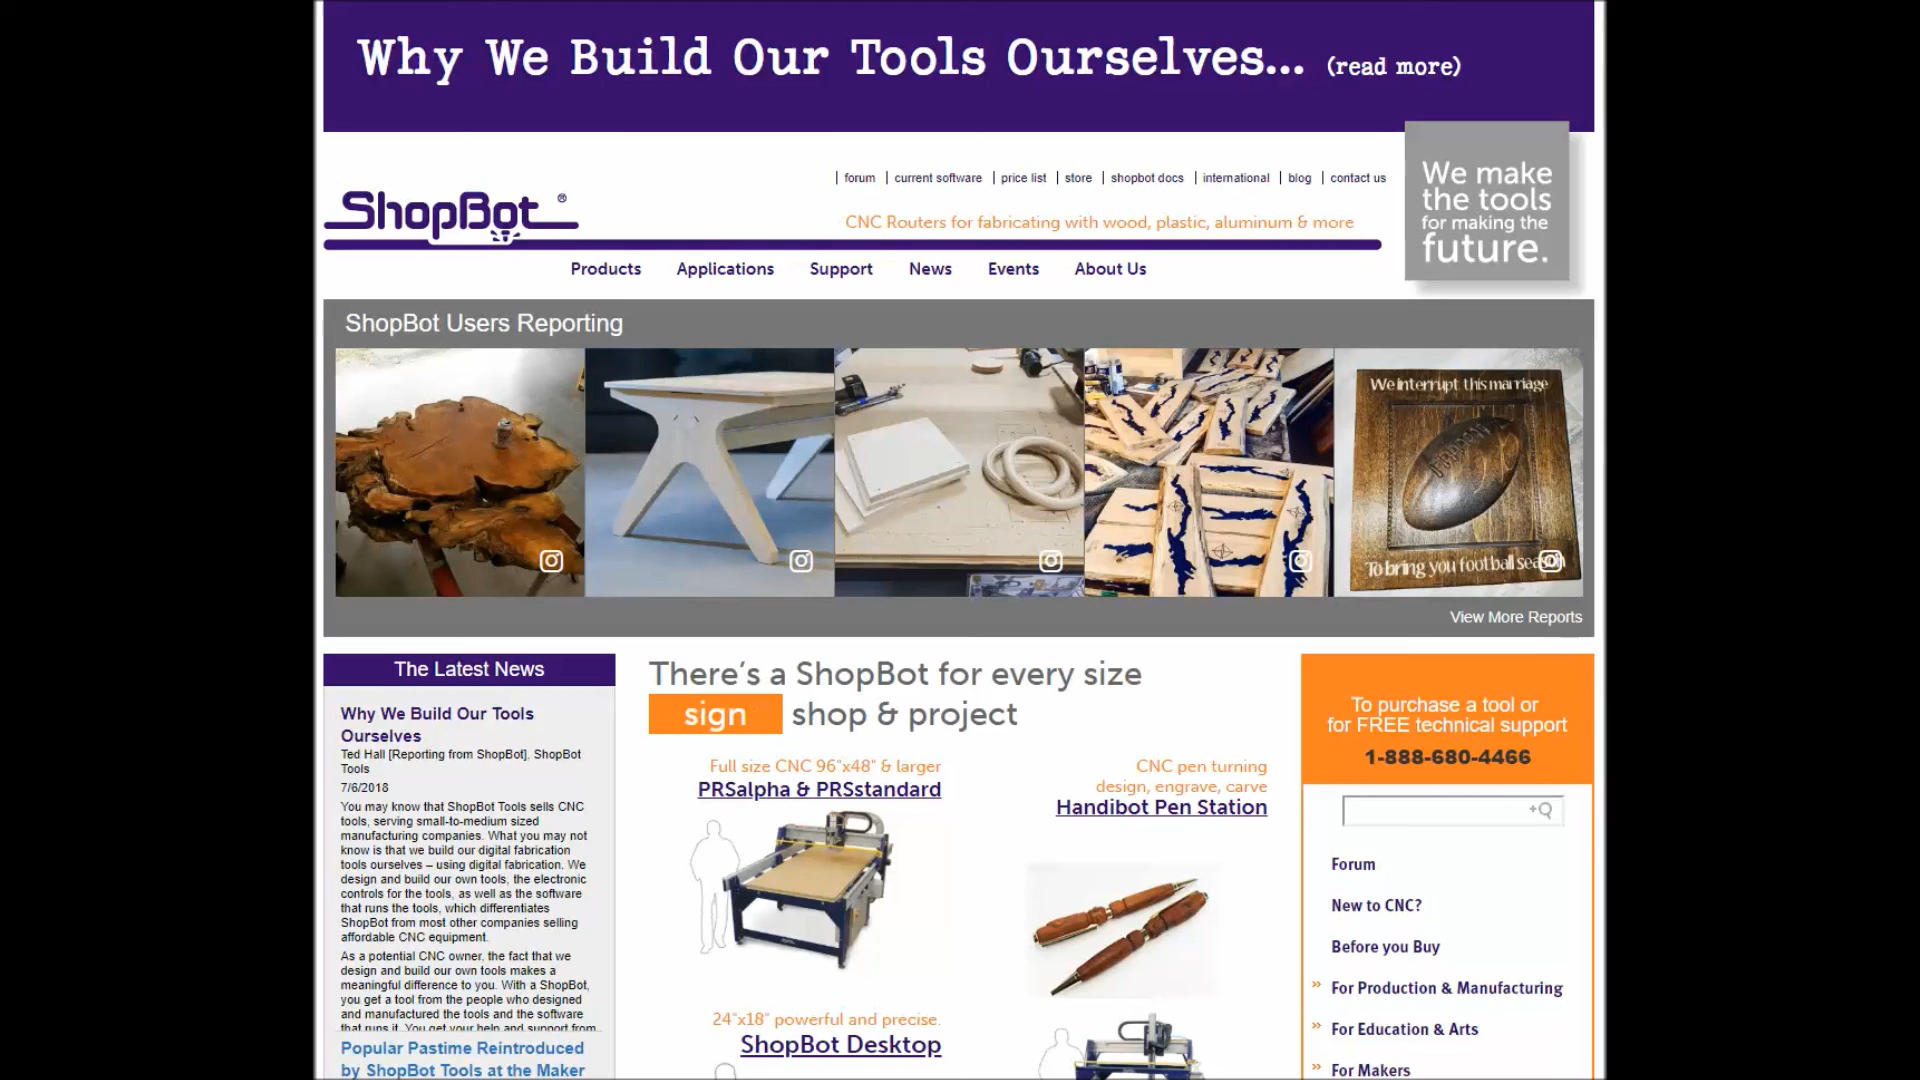 Why We Build Our Tools Ourselves... (read more)
forum
current software
price list
store
shopbot docs
international
blog
contact us
We make
the tools
for making the
future.
ShopBot ®
CNC Routers for fabricating with wood, plastic, aluminum & more
Products
Applications
Support
News
Events
About Us
ShopBot Users Reporting
We interrupt this marriage
To bring you football season
View More Reports
The Latest News
Why We Build Our Tools
Ourselves
Ted Hall [Reporting from ShopBot], ShopBot
Tools
7/6/2018
You may know that ShopBot Tools sells CNC
tools, serving small-to-medium sized
manufacturing companies. What you may not
know is that we build our digital fabrication
tools ourselves – using digital fabrication. We
design and build our own tools, the electronic
controls for the tools, as well as the software
that runs the tools, which differentiates
ShopBot from most other companies selling
affordable CNC equipment.
As a potential CNC owner, the fact that we
design and build our own tools makes a
meaningful difference to you. With a ShopBot,
you get a tool from the people who designed
and manufactured the tools and the software
that runs it. You get your help and support from
Popular Pastime Reintroduced
by ShopBot Tools at the Maker
There's a ShopBot for every size
sign shop & project
Full size CNC 96"x48" & larger
PRSalpha & PRSstandard
CNC pen turning
design, engrave, carve
Handibot Pen Station
24"x18" powerful and precise.
ShopBot Desktop
To purchase a tool or
for FREE technical support
1-888-680-4466
Forum
New to CNC?
Before you Buy
» For Production & Manufacturing
» For Education & Arts
» For Makers